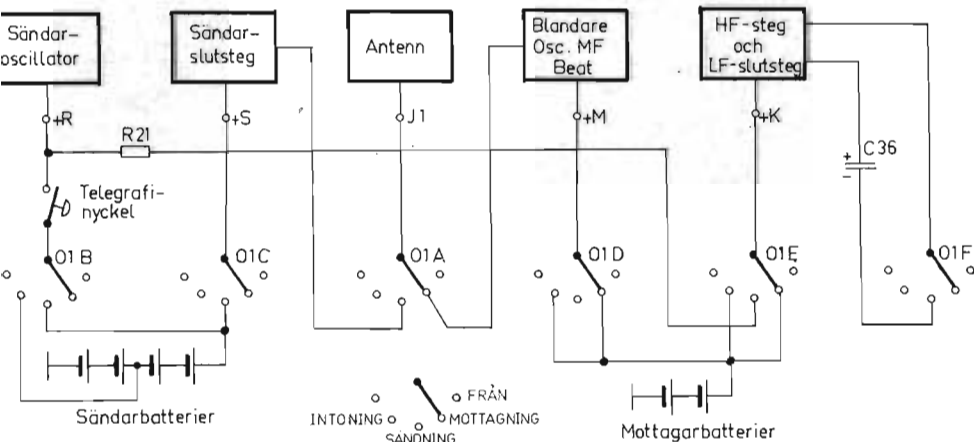 Sändar-
oscillator
Sändar-
slutsteg
Antenn
Blandare
Osc. MF
Beat
HF-steg
och
LF-slutsteg
+R
+S
J1
+M
+K
R21
+
C36
−
Telegrafi-
nyckel
01B
01C
01A
01D
01E
01F
Sändarbatterier
FRÅN
INTONING
MOTTAGNING
SÄNDNING
Mottagarbatterier